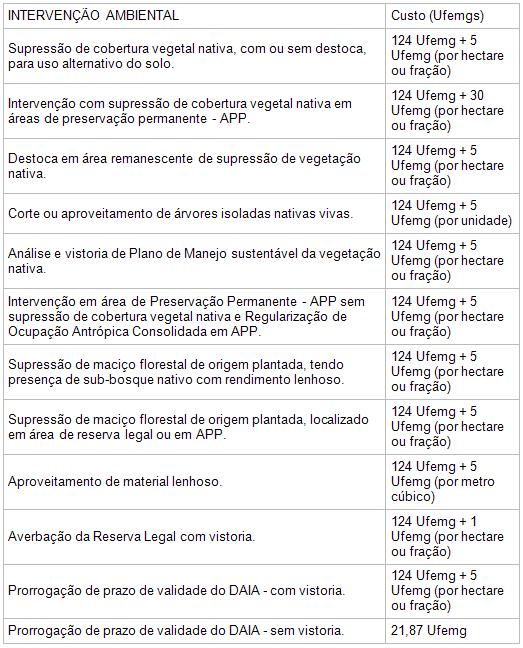 INTERVENÇÃO AMBIENTAL
Custo (Ufemgs)
Supressão de cobertura vegetal nativa, com ou sem destoca,
para uso alternativo do solo.
124 Ufemg + 5
Ufemg (por hectare
ou fração)
Intervenção com supressão de cobertura vegetal nativa em
áreas de preservação permanente - APP.
124 Ufemg + 30
Ufemg (por hectare
ou fração)
Destoca em área remanescente de supressão de vegetação
nativa.
124 Ufemg + 5
Ufemg (por hectare
ou fração)
Corte ou aproveitamento de árvores isoladas nativas vivas.
124 Ufemg + 5
Ufemg (por unidade)
Análise e vistoria de Plano de Manejo sustentável da vegetação
nativa.
124 Ufemg + 5
Ufemg (por hectare
ou fração)
Intervenção em área de Preservação Permanente - APP sem
supressão de cobertura vegetal nativa e Regularização de
Ocupação Antrópica Consolidada em APP.
124 Ufemg + 5
Ufemg (por hectare
ou fração)
Supressão de maciço florestal de origem plantada, tendo
presença de sub-bosque nativo com rendimento lenhoso.
124 Ufemg + 5
Ufemg (por hectare
ou fração)
Supressão de maciço florestal de origem plantada, localizado
em área de reserva legal ou em APP.
124 Ufemg + 5
Ufemg (por hectare
ou fração)
Aproveitamento de material lenhoso.
124 Ufemg + 5
Ufemg (por metro
cúbico)
Averbação da Reserva Legal com vistoria.
124 Ufemg + 1
Ufemg (por hectare
ou fração)
Prorrogação de prazo de validade do DAIA - com vistoria.
124 Ufemg + 5
Ufemg (por hectare
ou fração)
Prorrogação de prazo de validade do DAIA - sem vistoria.
21,87 Ufemg